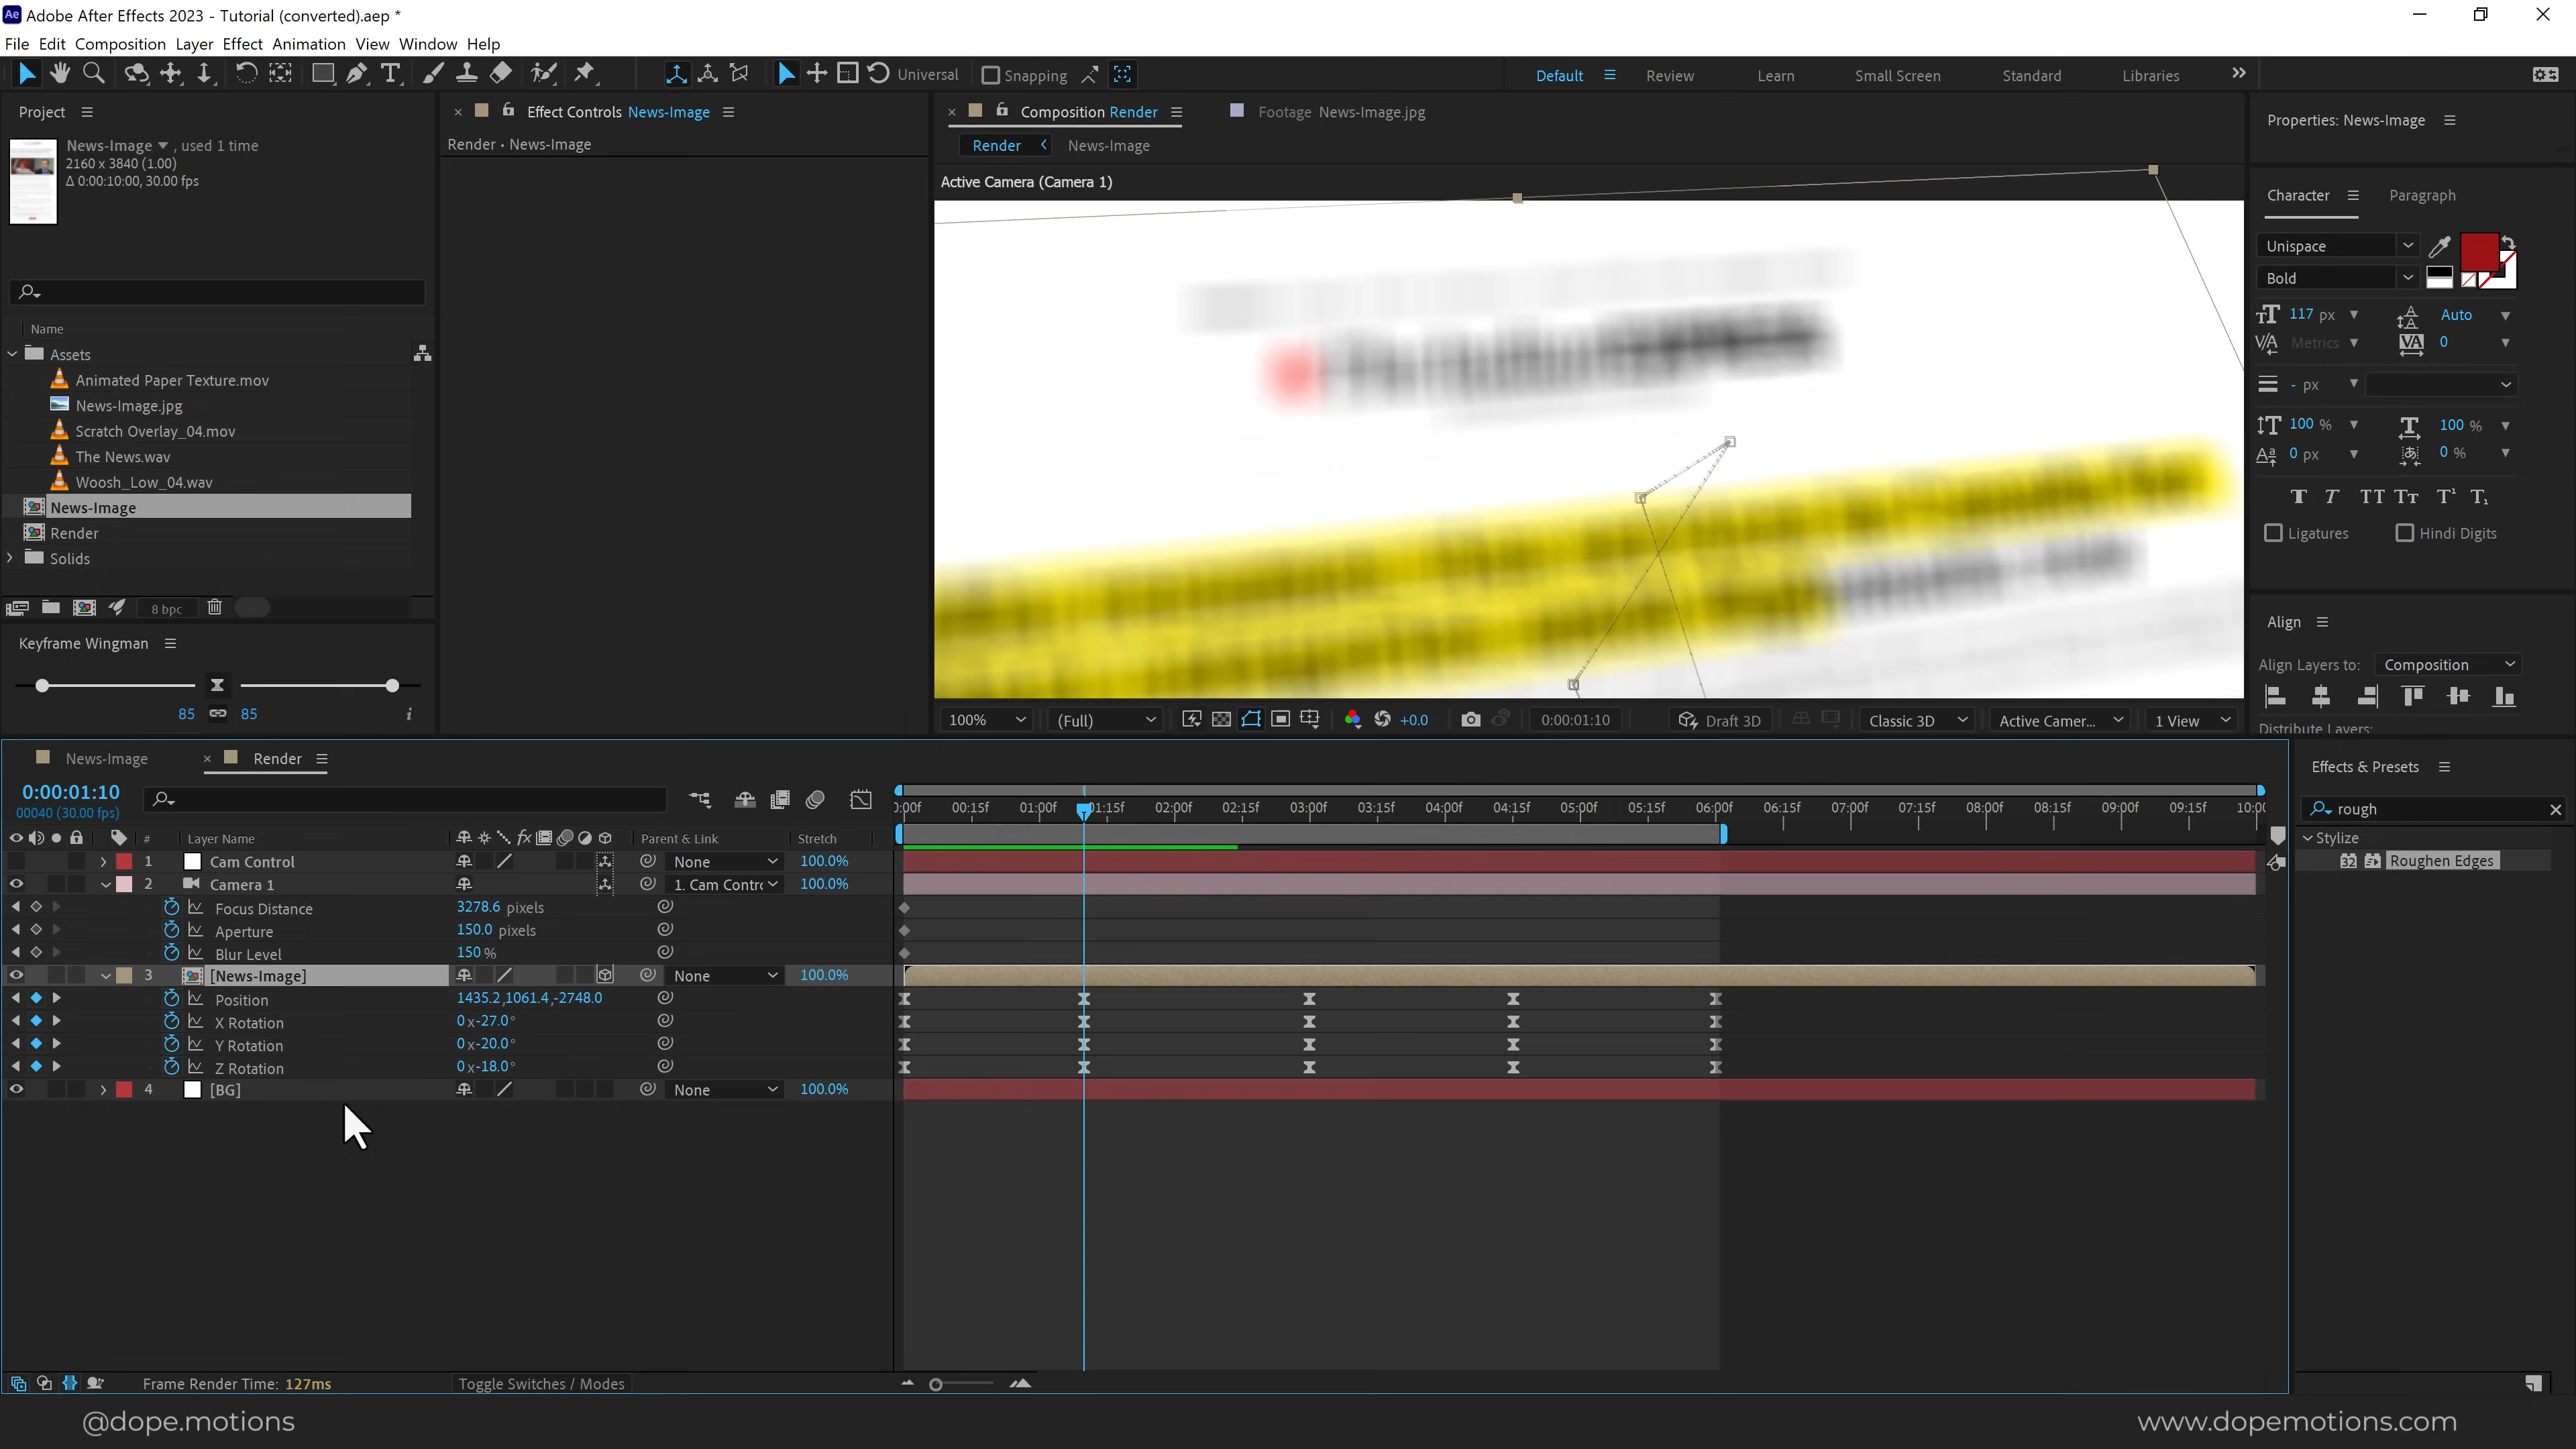 Adobe After Effects 2023 - Tutorial (converted).aep *
File Edit Composition Layer Effect Animation View Window Help
Universal Snapping Default Review Learn Small Screen Standard Libraries
Project
News-Image , used 1 time
2160 x 3840 (1.00)
Δ 0:00:10:00, 30.00 fps
Name
Assets
Animated Paper Texture.mov
News-Image.jpg
Scratch Overlay_04.mov
The News.wav
Woosh_Low_04.wav
News-Image
Render
Solids
8 bpc
Keyframe Wingman
85 85
Effect Controls News-Image
Render • News-Image
Composition Render Footage News-Image.jpg
Render News-Image
Active Camera (Camera 1)
100% (Full) +0.0 0:00:01:10 Draft 3D Classic 3D Active Camer... 1 View
Properties: News-Image
Character Paragraph
Unispace
Bold
117 px Auto
Metrics 0
- px
100 % 100 %
0 px 0 %
Ligatures Hindi Digits
Align
Align Layers to: Composition
Distribute Layers:
Effects & Presets
rough
Stylize
Roughen Edges
News-Image Render
0:00:01:10
00040 (30.00 fps)
# Layer Name Parent & Link Stretch
):00f 00:15f 01:00f 01:15f 02:00f 02:15f 03:00f 03:15f 04:00f 04:15f 05:00f 05:15f 06:00f 06:15f 07:00f 07:15f 08:00f 08:15f 09:00f 09:15f 10:0
1 Cam Control None 100.0%
2 Camera 1 1. Cam Contro 100.0%
Focus Distance 3278.6 pixels
Aperture 150.0 pixels
Blur Level 150 %
3 [News-Image] None 100.0%
Position 1435.2,1061.4,-2748.0
X Rotation 0x-27.0°
Y Rotation 0x-20.0°
Z Rotation 0x-18.0°
4 [BG] None 100.0%
Frame Render Time: 127ms Toggle Switches / Modes
@dope.motions
www.dopemotions.com